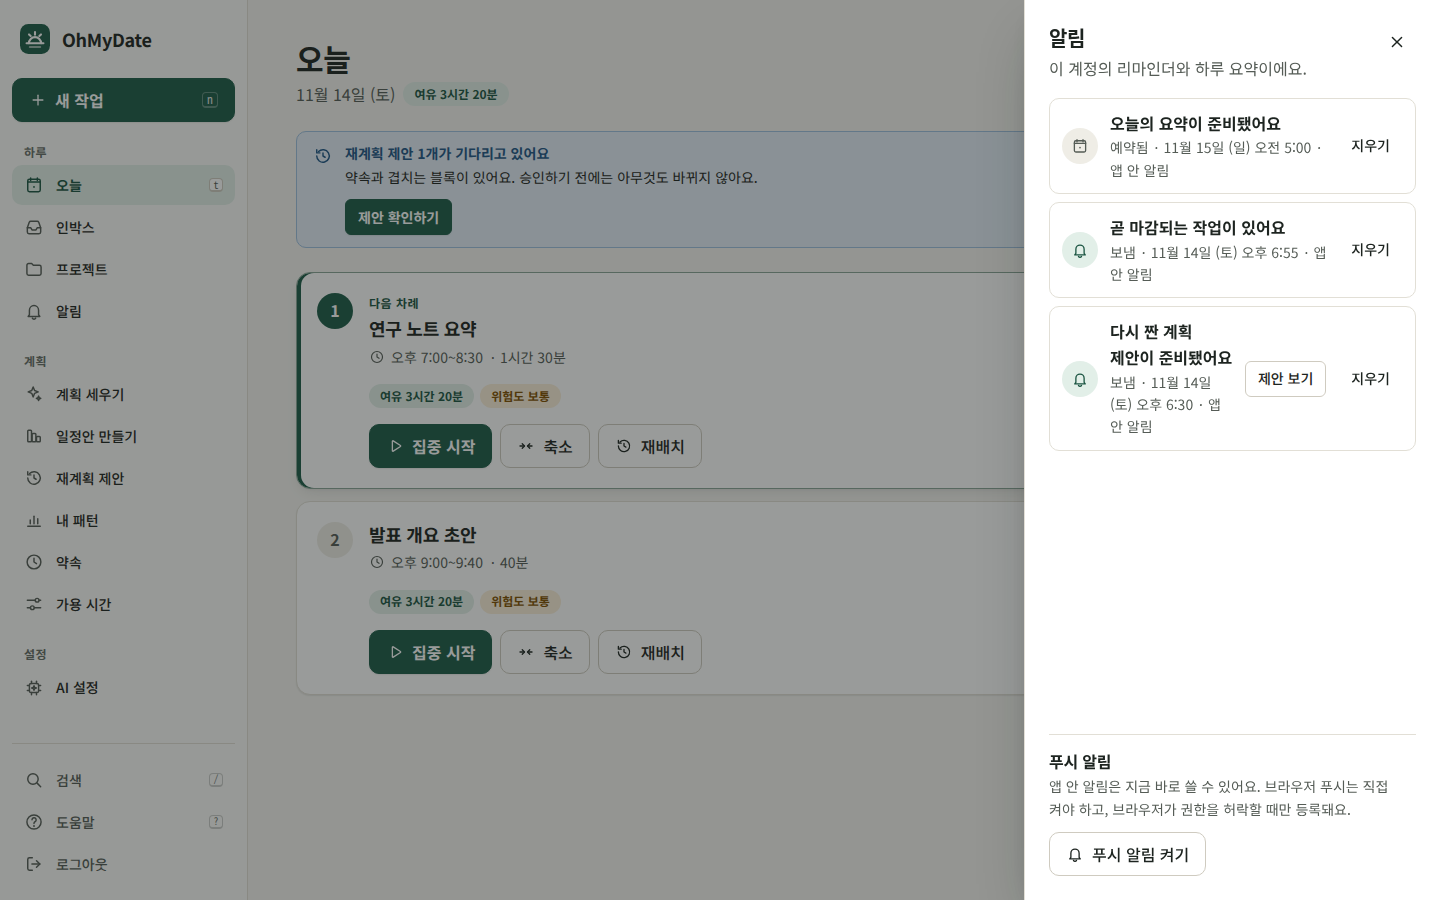 OhMyDate
새 작업 n
하루
오늘 t
인박스
프로젝트
알림
계획
계획 세우기
일정안 만들기
재계획 제안
내 패턴
약속
가용 시간
설정
AI 설정
검색 /
도움말 ?
로그아웃
오늘
11월 14일 (토) 여유 3시간 20분
재계획 제안 1개가 기다리고 있어요
약속과 겹치는 블록이 있어요. 승인하기 전에는 아무것도 바뀌지 않아요.
제안 확인하기
1
다음 차례
연구 노트 요약
오후 7:00~8:30 · 1시간 30분
여유 3시간 20분 위험도 보통
집중 시작 축소 재배치
2
발표 개요 초안
오후 9:00~9:40 · 40분
여유 3시간 20분 위험도 보통
집중 시작 축소 재배치
알림
이 계정의 리마인더와 하루 요약이에요.
오늘의 요약이 준비됐어요
예약됨 · 11월 15일 (일) 오전 5:00 ·
앱 안 알림
지우기
곧 마감되는 작업이 있어요
보냄 · 11월 14일 (토) 오후 6:55 · 앱
안 알림
지우기
다시 짠 계획
제안이 준비됐어요
보냄 · 11월 14일
(토) 오후 6:30 · 앱
안 알림
제안 보기 지우기
푸시 알림
앱 안 알림은 지금 바로 쓸 수 있어요. 브라우저 푸시는 직접
켜야 하고, 브라우저가 권한을 허락할 때만 등록돼요.
푸시 알림 켜기